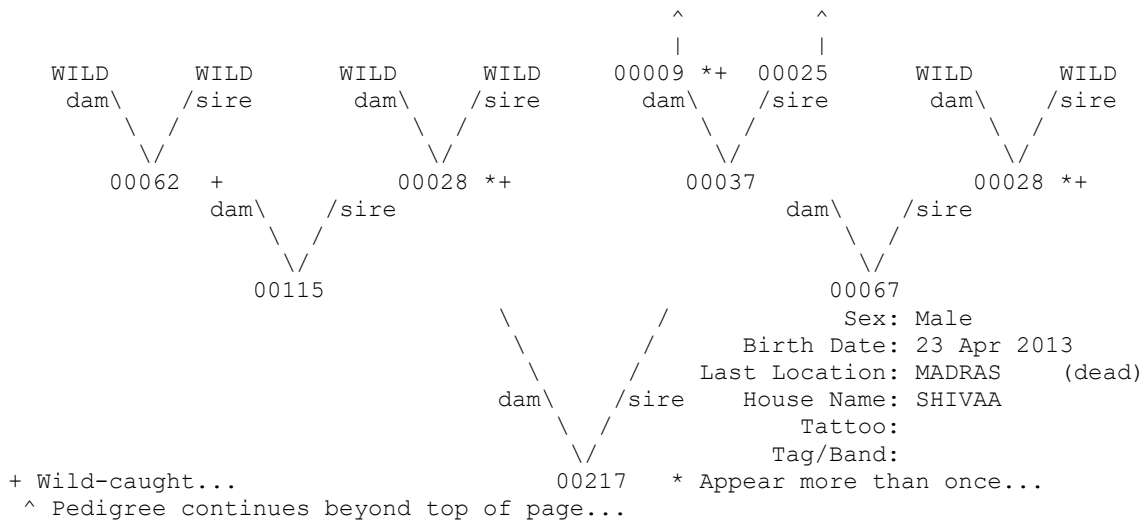 ^ ^
| |
WILD WILD WILD WILD 00009 *+ 00025 WILD WILD
dam\ /sire dam\ /sire dam\ /sire dam\ /sire
\ / \ / \ / \ /
\/ \/ \/ \/
00062 + 00028 *+ 00037 00028 *+
dam\ /sire dam\ /sire
\ / \ /
\/ \/
00115 00067
\ / Sex: Male
\ / Birth Date: 23 Apr 2013
\ / Last Location: MADRAS (dead)
dam\ /sire House Name: SHIVAA
\ / Tattoo:
\/ Tag/Band:
+ Wild-caught... 00217 * Appear more than once...
^ Pedigree continues beyond top of page...